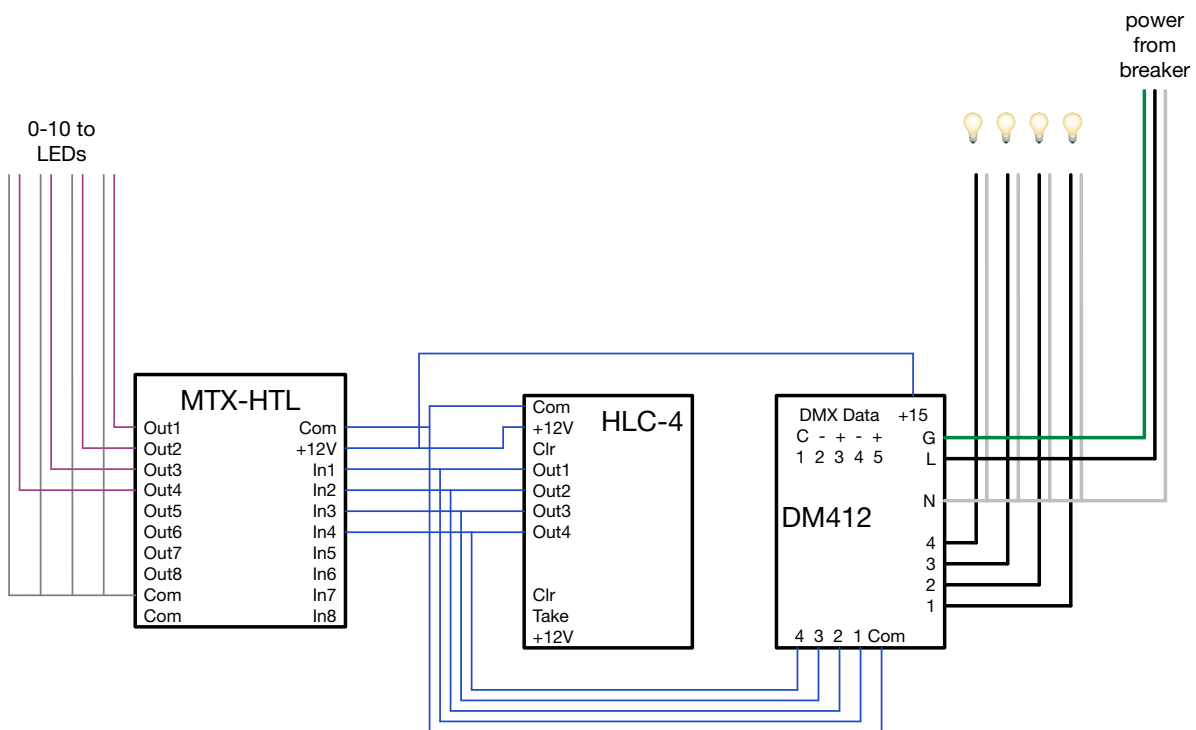 power
from
breaker
0-10 to
LEDs
MTX-HTL
Out1
Out2
Out3
Out4
Out5
Out6
Out7
Out8
Com
Com
Com
+12V
In1
In2
In3
In4
In5
In6
In7
In8
HLC-4
Com
+12V
Clr
Out1
Out2
Out3
Out4
Clr
Take
+12V
DMX Data +15
C - + - +
1 2 3 4 5
DM412
G
L
N
4
3
2
1
4 3 2 1 Com